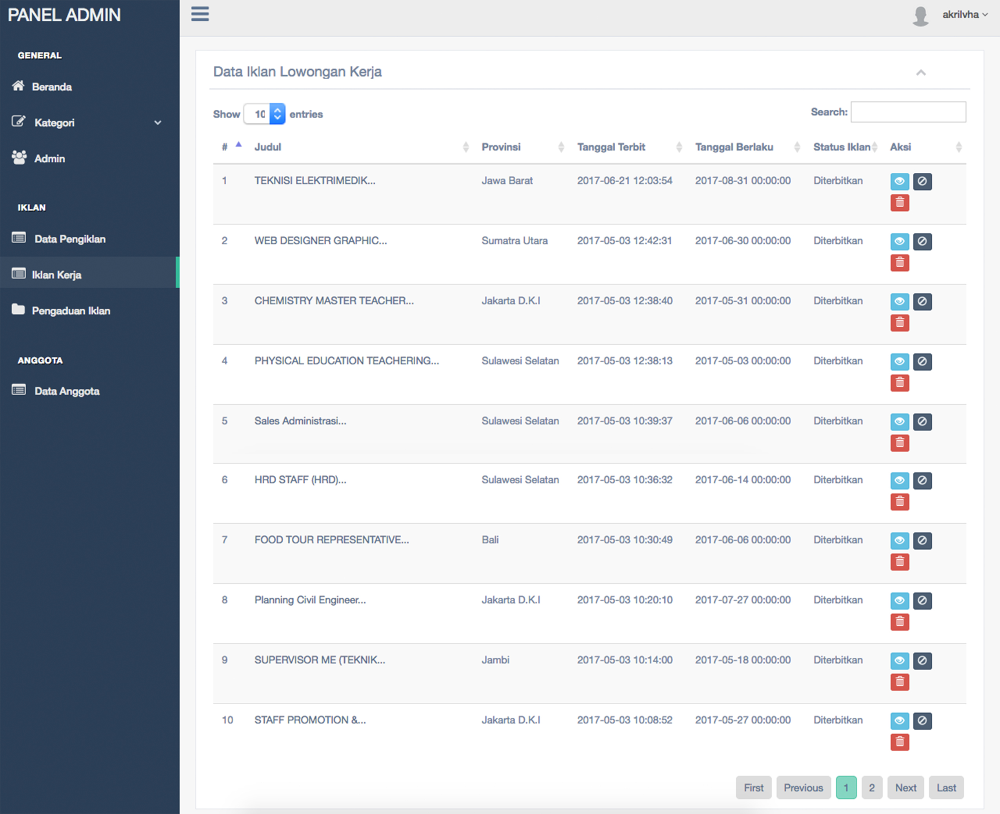 PANEL ADMIN
akrilvha
GENERAL
Beranda
Kategori
Admin
IKLAN
Data Pengiklan
Iklan Kerja
Pengaduan Iklan
ANGGOTA
Data Anggota
Data Iklan Lowongan Kerja
Show 10 entries
Search:
# Judul Provinsi Tanggal Terbit Tanggal Berlaku Status Iklan Aksi
1 TEKNISI ELEKTRIMEDIK... Jawa Barat 2017-06-21 12:03:54 2017-08-31 00:00:00 Diterbitkan
2 WEB DESIGNER GRAPHIC... Sumatra Utara 2017-05-03 12:42:31 2017-06-30 00:00:00 Diterbitkan
3 CHEMISTRY MASTER TEACHER... Jakarta D.K.I 2017-05-03 12:38:40 2017-05-31 00:00:00 Diterbitkan
4 PHYSICAL EDUCATION TEACHERING... Sulawesi Selatan 2017-05-03 12:38:13 2017-05-03 00:00:00 Diterbitkan
5 Sales Administrasi... Sulawesi Selatan 2017-05-03 10:39:37 2017-06-06 00:00:00 Diterbitkan
6 HRD STAFF (HRD)... Sulawesi Selatan 2017-05-03 10:36:32 2017-06-14 00:00:00 Diterbitkan
7 FOOD TOUR REPRESENTATIVE... Bali 2017-05-03 10:30:49 2017-06-06 00:00:00 Diterbitkan
8 Planning Civil Engineer... Jakarta D.K.I 2017-05-03 10:20:10 2017-07-27 00:00:00 Diterbitkan
9 SUPERVISOR ME (TEKNIK... Jambi 2017-05-03 10:14:00 2017-05-18 00:00:00 Diterbitkan
10 STAFF PROMOTION &... Jakarta D.K.I 2017-05-03 10:08:52 2017-05-27 00:00:00 Diterbitkan
First Previous 1 2 Next Last